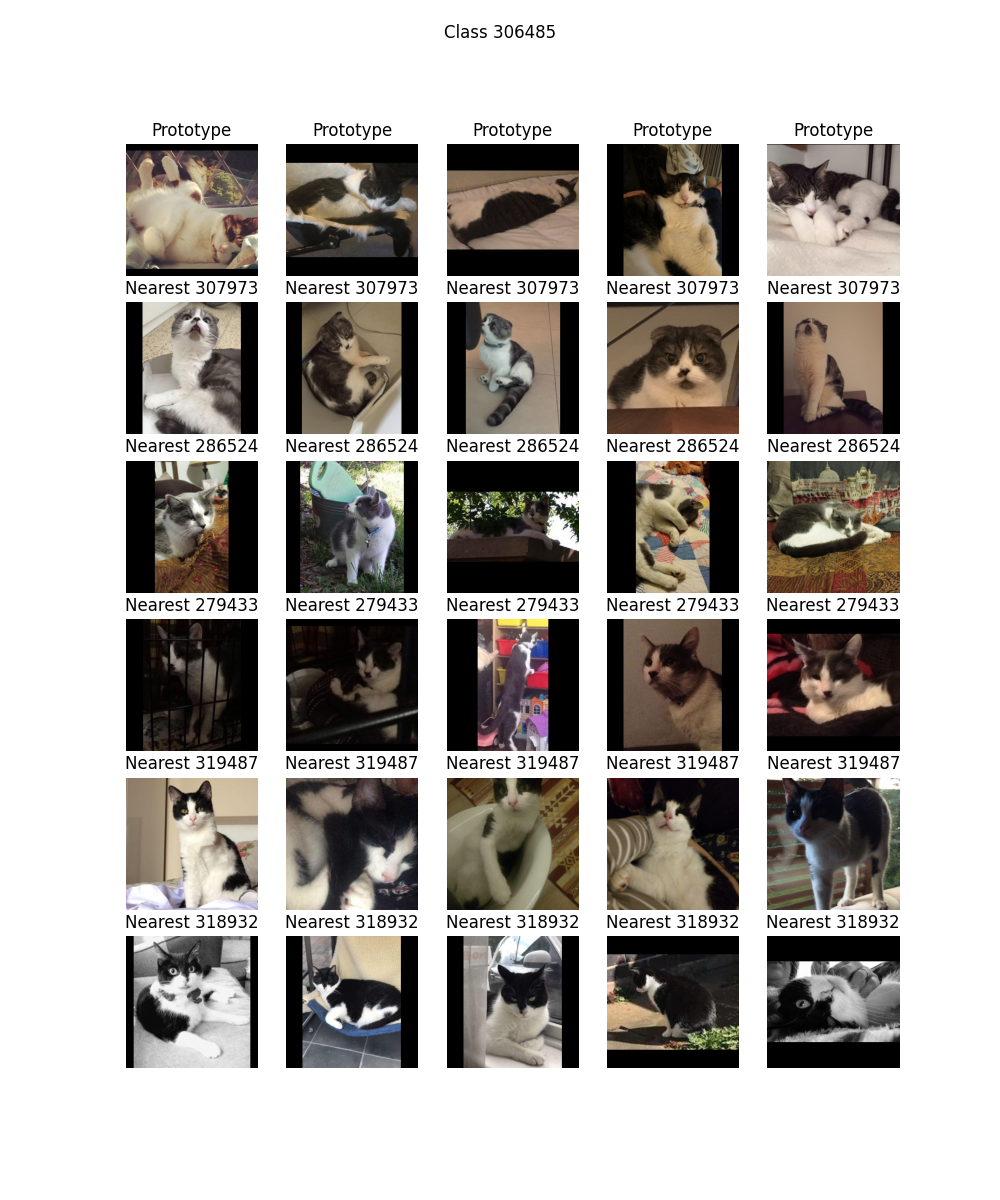 Class 306485
Prototype Prototype Prototype Prototype Prototype
Nearest 307973 Nearest 307973 Nearest 307973 Nearest 307973 Nearest 307973
Nearest 286524 Nearest 286524 Nearest 286524 Nearest 286524 Nearest 286524
Nearest 279433 Nearest 279433 Nearest 279433 Nearest 279433 Nearest 279433
Nearest 319487 Nearest 319487 Nearest 319487 Nearest 319487 Nearest 319487
Nearest 318932 Nearest 318932 Nearest 318932 Nearest 318932 Nearest 318932